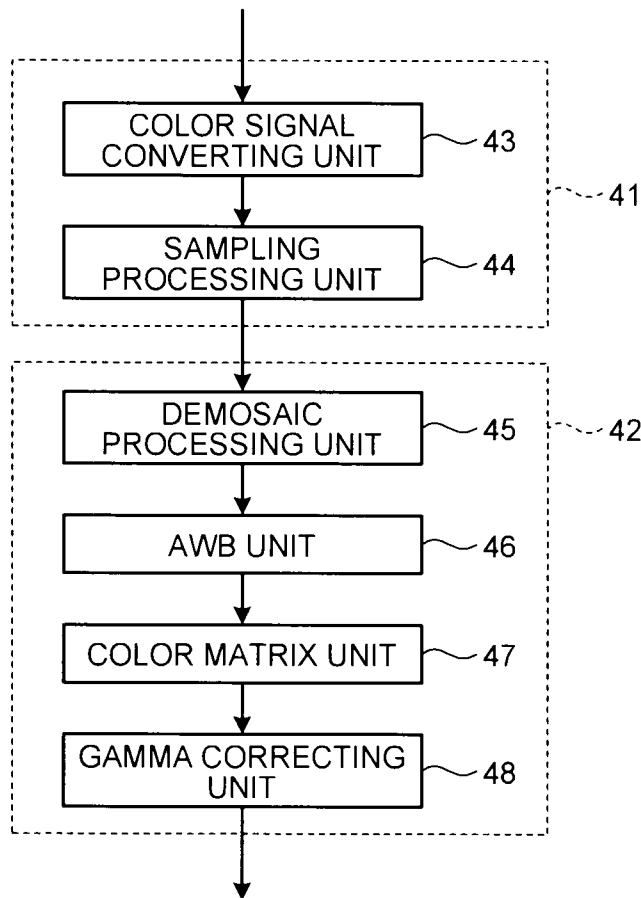 COLOR SIGNAL
CONVERTING UNIT
43
41
SAMPLING
PROCESSING UNIT
44
DEMOSAIC
PROCESSING UNIT
45
42
AWB UNIT
46
COLOR MATRIX UNIT
47
GAMMA CORRECTING
UNIT
48